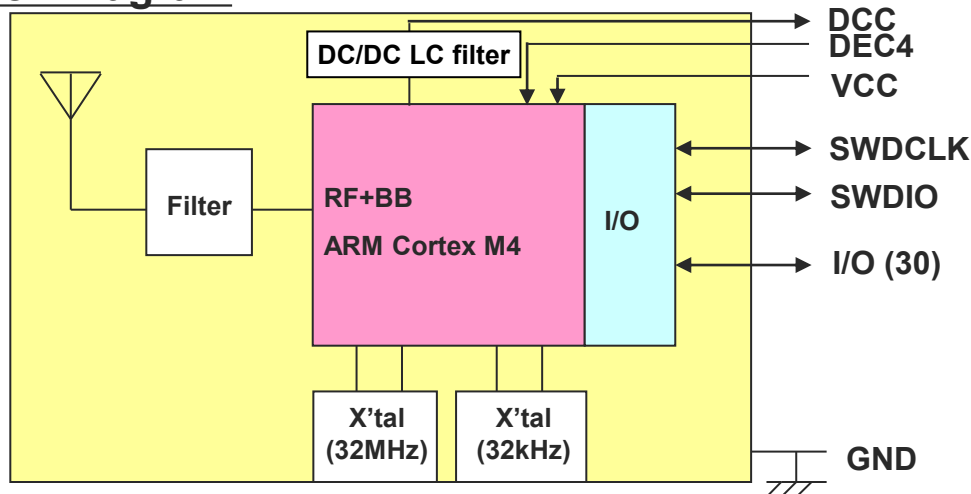 DCC
DC/DC LC filter
DEC4
VCC
SWDCLK
Filter
RF+BB
SWDIO
I/O
ARM Cortex M4
I/O (30)
X'tal
(32MHz)
X'tal
(32kHz)
GND